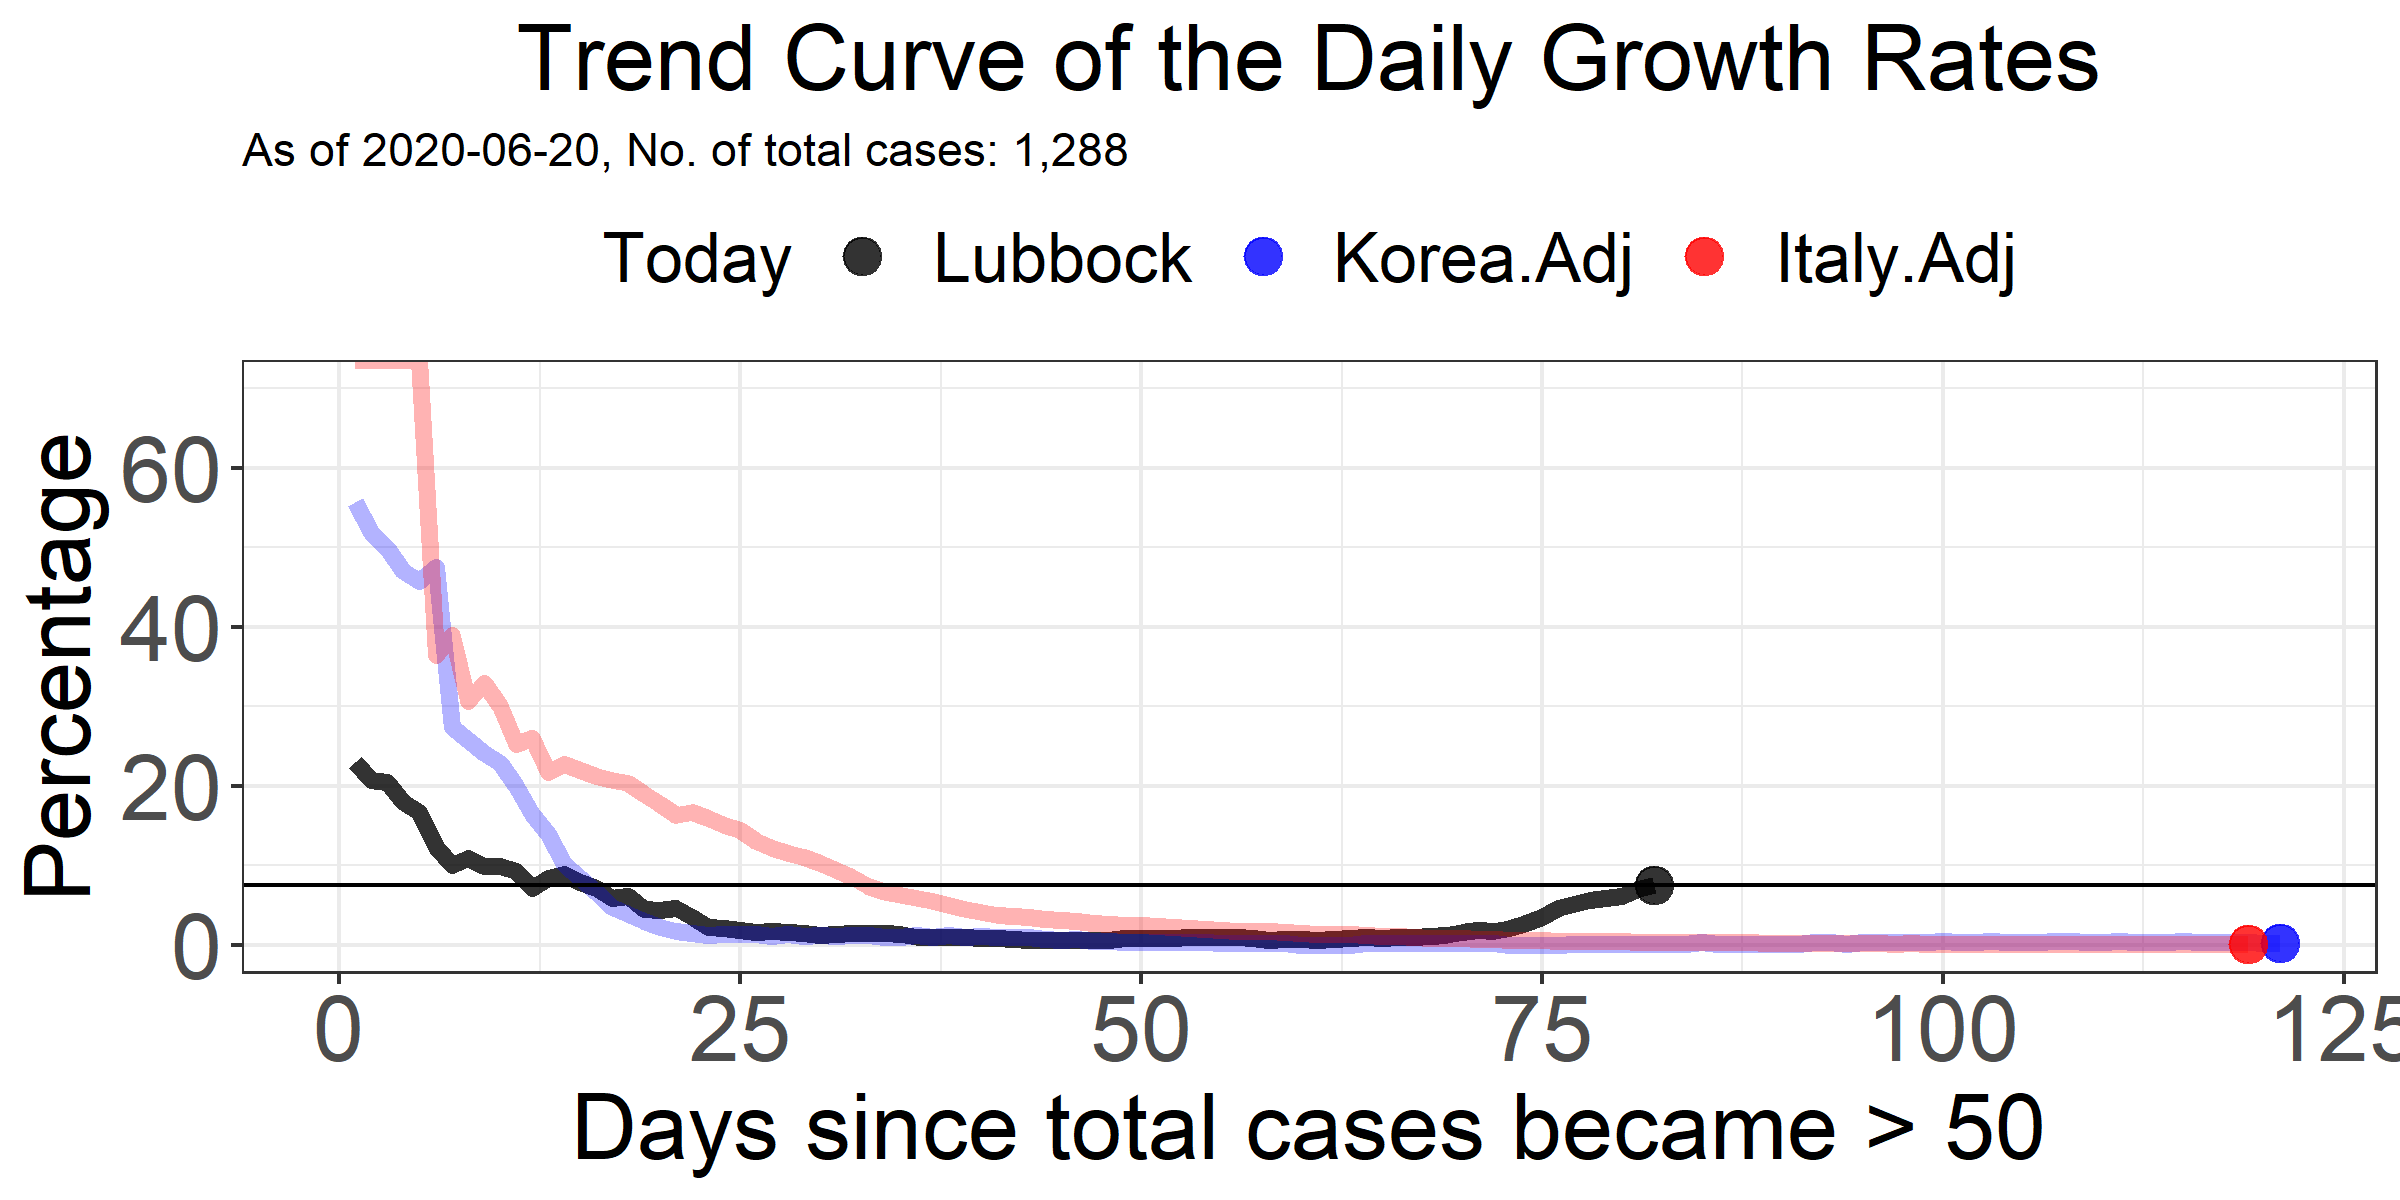 Trend Curve of the Daily Growth Rates
As of 2020-06-20, No. of total cases: 1,288
Today Lubbock Korea.Adj Italy.Adj
Percentage
60
40
20
0
0 25 50 75 100 125
Days since total cases became > 50